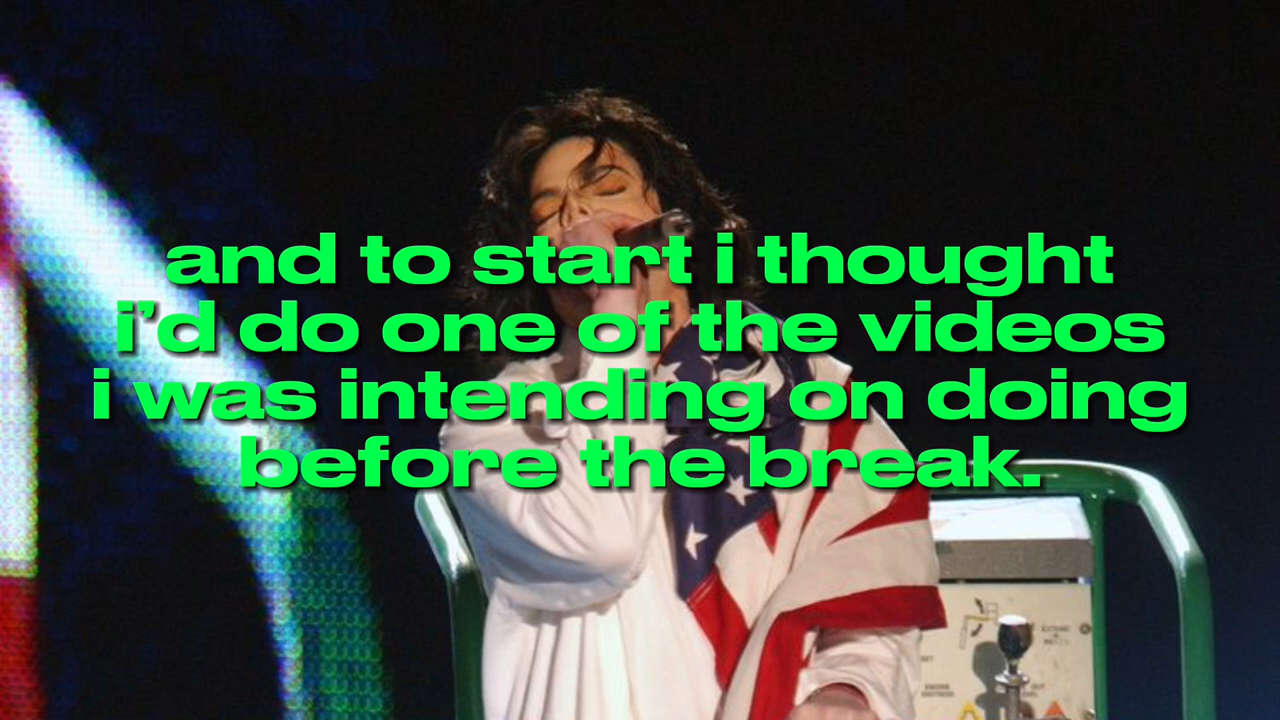 and to start i thought
i’d do one of the videos
i was intending on doing
before the break.